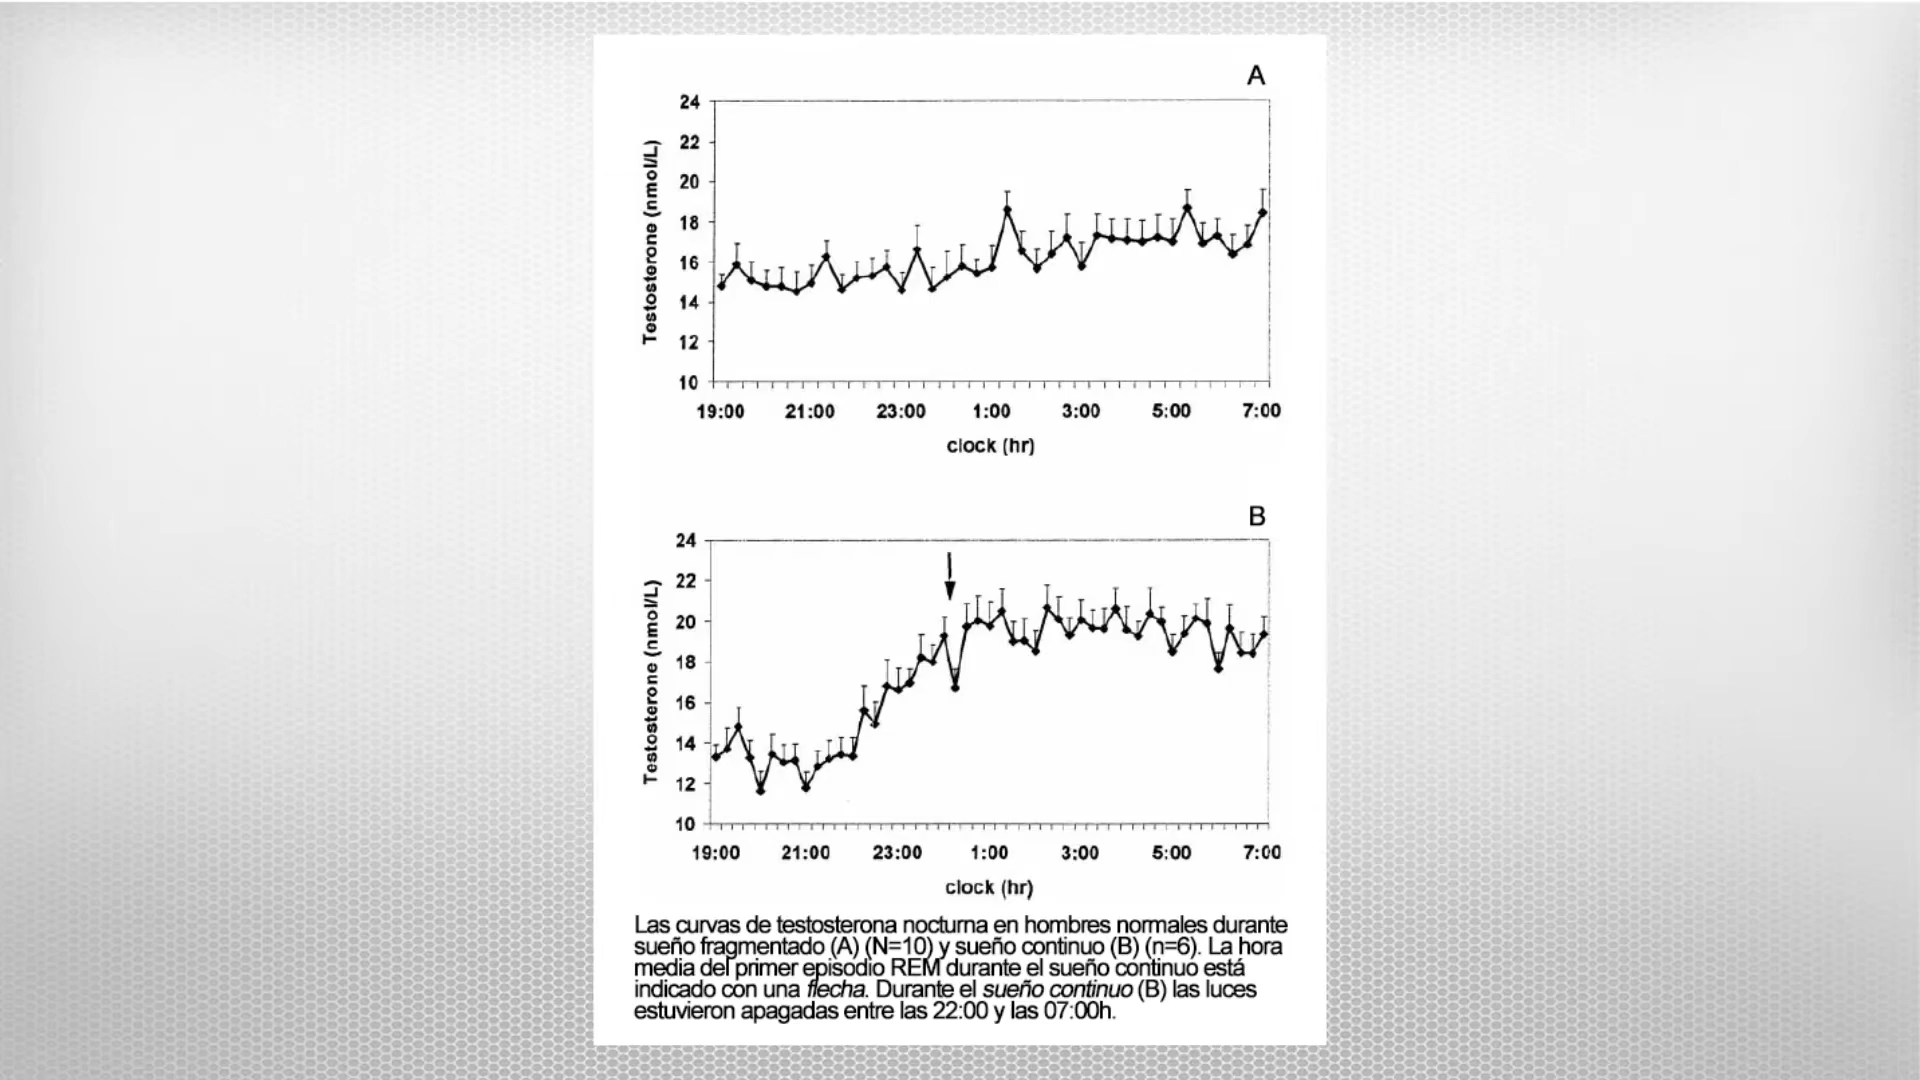 A
24
22
20
18
16
14
12
10
Testosterone (nmol/L)
19:00 21:00 23:00 1:00 3:00 5:00 7:00
clock (hr)
B
24
22
20
18
16
14
12
10
Testosterone (nmol/L)
19:00 21:00 23:00 1:00 3:00 5:00 7:00
clock (hr)
Las curvas de testosterona nocturna en hombres normales durante
sueño fragmentado (A) (N=10) y sueño continuo (B) (n=6). La hora
media del primer episodio REM durante el sueño continuo está
indicado con una flecha. Durante el sueño continuo (B) las luces
estuvieron apagadas entre las 22:00 y las 07:00h.